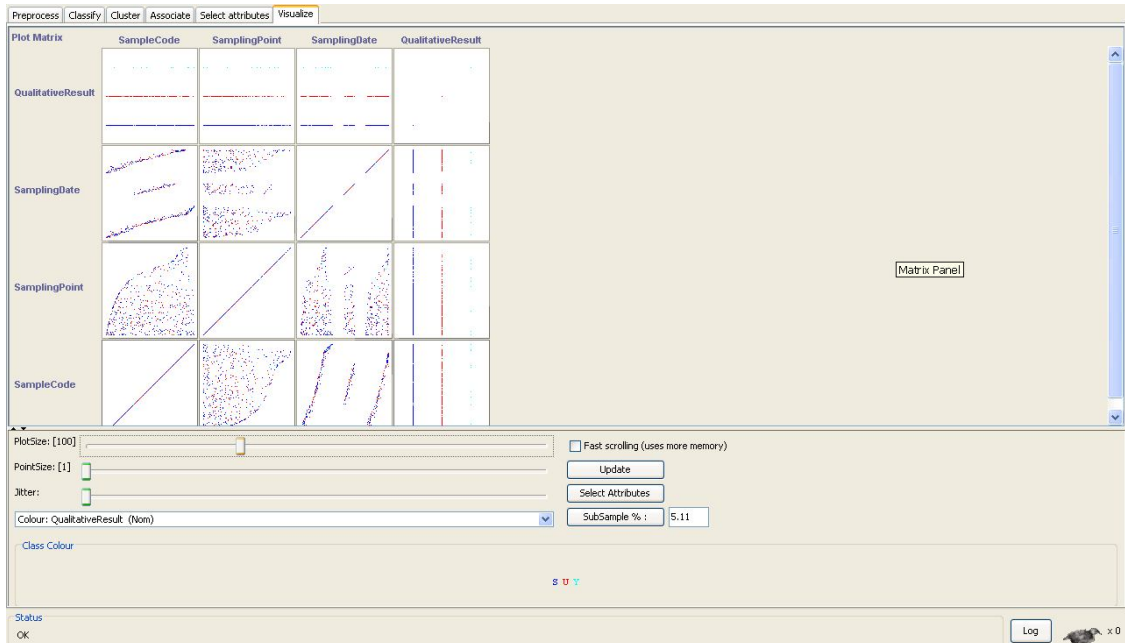 Preprocess Classify Cluster Associate Select attributes Visualize
Plot Matrix SampleCode SamplingPoint SamplingDate QualitativeResult
QualitativeResult
SamplingDate
SamplingPoint
SampleCode
Matrix Panel
PlotSize: [100]
Fast scrolling (uses more memory)
PointSize: [1]
Update
Jitter:
Select Attributes
Colour: QualitativeResult (Nom)
SubSample % : 5.11
Class Colour
S U Y
Status
OK
Log x 0